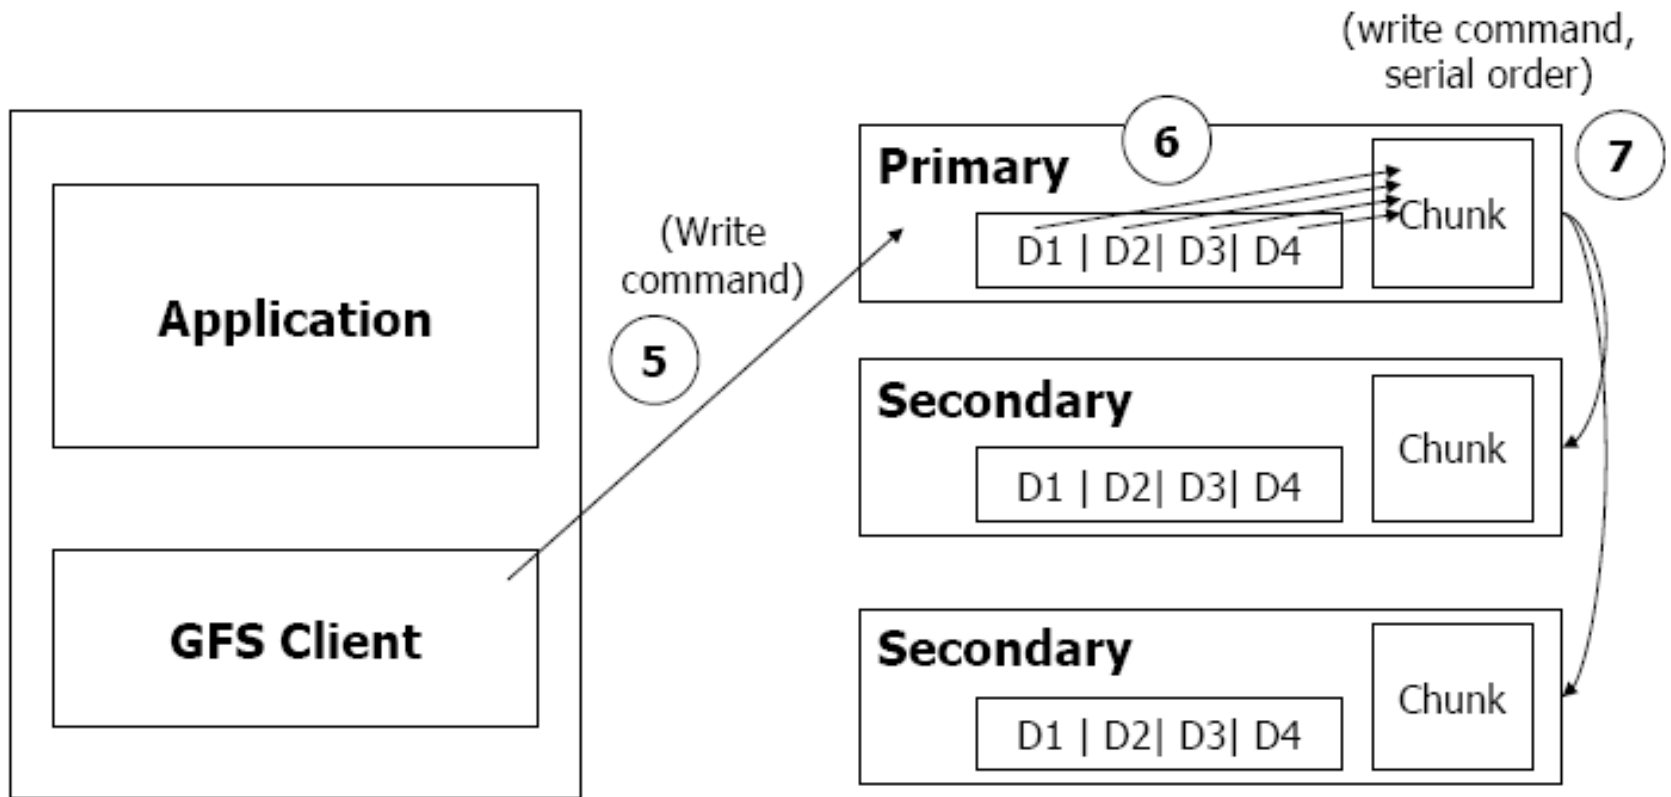 (write command,
serial order)
6
7
Primary
Chunk
D1 | D2| D3| D4
(Write
command)
Application
5
Secondary
Chunk
D1 | D2| D3| D4
GFS Client
Secondary
Chunk
D1 | D2| D3| D4